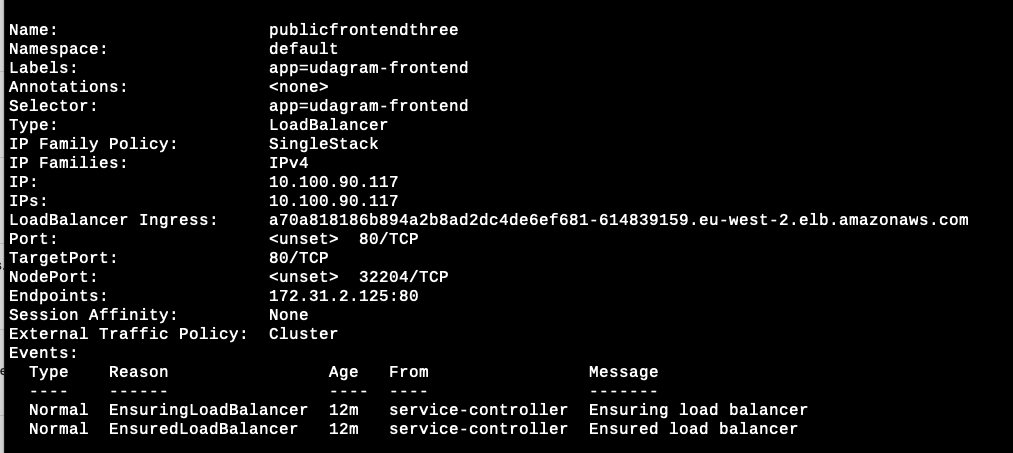 Name:                     publicfrontendthree
Namespace:                default
Labels:                   app=udagram-frontend
Annotations:              <none>
Selector:                 app=udagram-frontend
Type:                     LoadBalancer
IP Family Policy:         SingleStack
IP Families:              IPv4
IP:                       10.100.90.117
IPs:                      10.100.90.117
LoadBalancer Ingress:     a70a818186b894a2b8ad2dc4de6ef681-614839159.eu-west-2.elb.amazonaws.com
Port:                     <unset>  80/TCP
TargetPort:               80/TCP
NodePort:                 <unset>  32204/TCP
Endpoints:                172.31.2.125:80
Session Affinity:         None
External Traffic Policy:  Cluster
Events:
  Type    Reason                Age   From                Message
  ----    ------                ----  ----                -------
  Normal  EnsuringLoadBalancer  12m   service-controller  Ensuring load balancer
  Normal  EnsuredLoadBalancer   12m   service-controller  Ensured load balancer